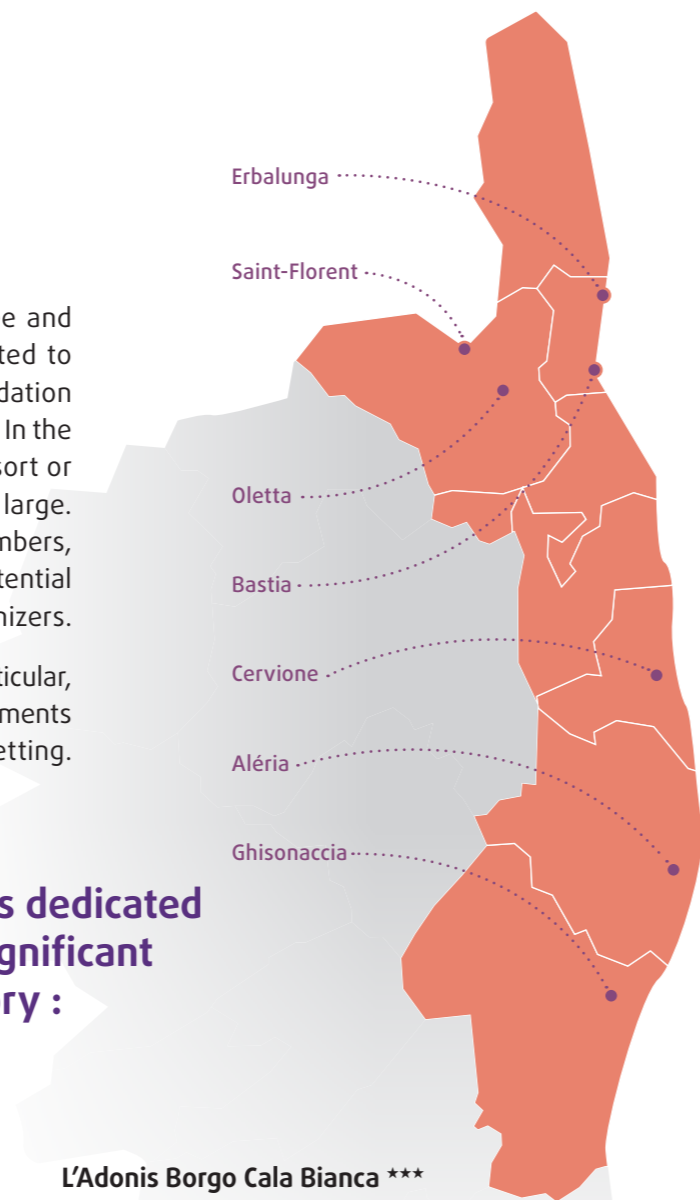 Erbalunga
Saint-Florent
e and
ted to
dation
In the
sort or
large.
mbers,
tential
nizers.
ticular,
ments
etting.
Oletta
Bastia
Cervione
Aléria
Ghisonaccia
s dedicated
gnificant
ry :
L’Adonis Borgo Cala Bianca ★★★